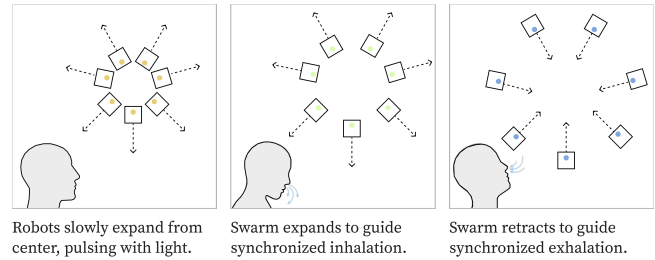 Robots slowly expand from
center, pulsing with light.
Swarm expands to guide
synchronized inhalation.
Swarm retracts to guide
synchronized exhalation.